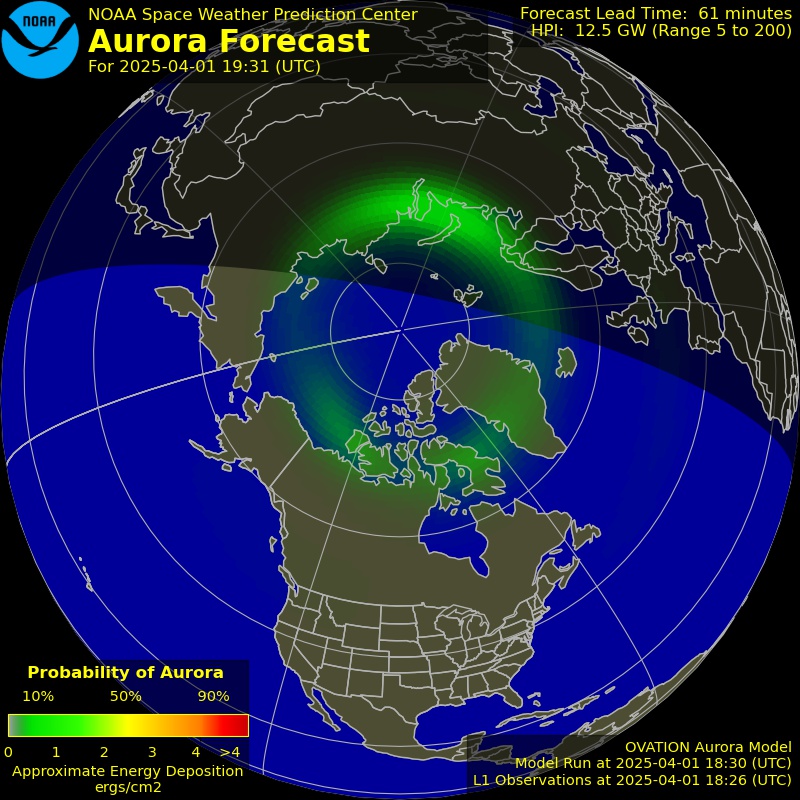 NOAA
NOAA Space Weather Prediction Center
Aurora Forecast
For 2025-04-01 19:31 (UTC)
Forecast Lead Time: 61 minutes
HPI: 12.5 GW (Range 5 to 200)
Probability of Aurora
10% 50% 90%
0 1 2 3 4 >4
Approximate Energy Deposition
ergs/cm2
OVATION Aurora Model
Model Run at 2025-04-01 18:30 (UTC)
L1 Observations at 2025-04-01 18:26 (UTC)